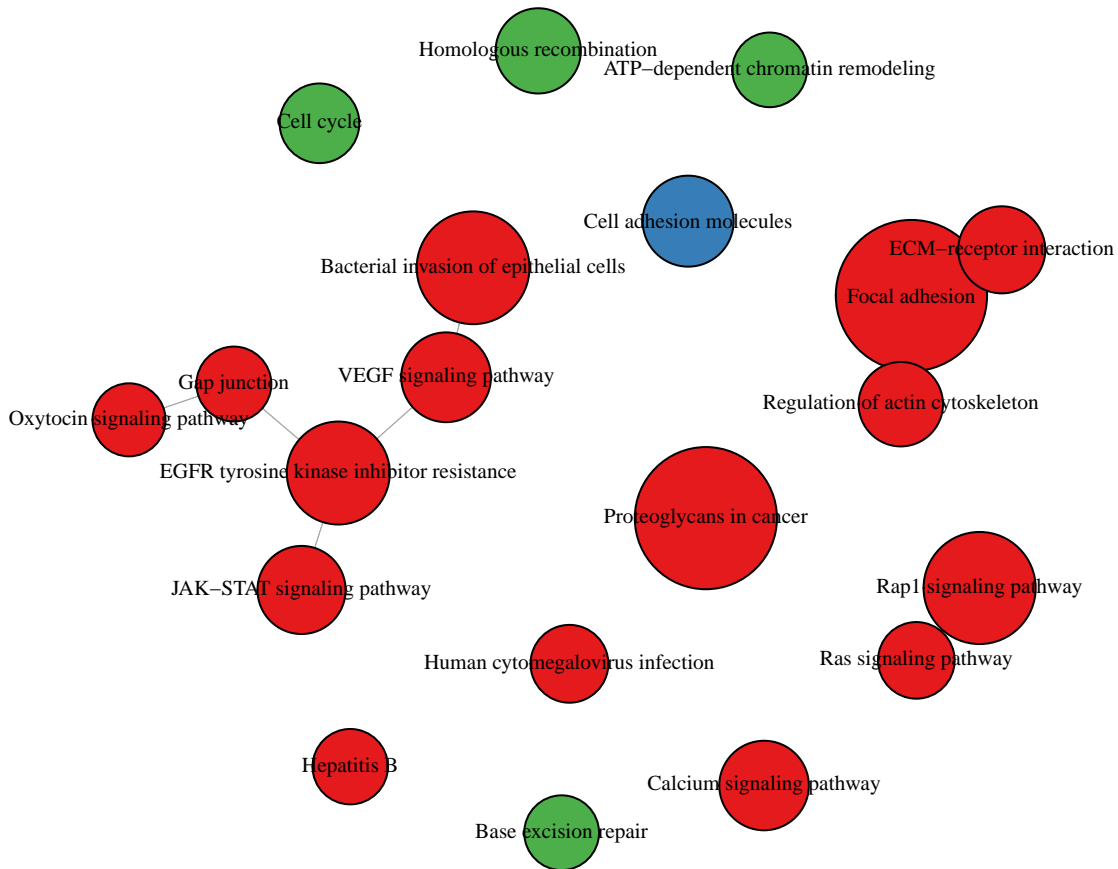 Homologous recombination
ATP−dependent chromatin remodeling
Cell cycle
Cell adhesion molecules
ECM−receptor interaction
Bacterial invasion of epithelial cells
Focal adhesion
VEGF signaling pathway
Gap junction
Regulation of actin cytoskeleton
Oxytocin signaling pathway
EGFR tyrosine kinase inhibitor resistance
Proteoglycans in cancer
JAK−STAT signaling pathway
Rap1 signaling pathway
Human cytomegalovirus infection
Ras signaling pathway
Hepatitis B
Calcium signaling pathway
Base excision repair